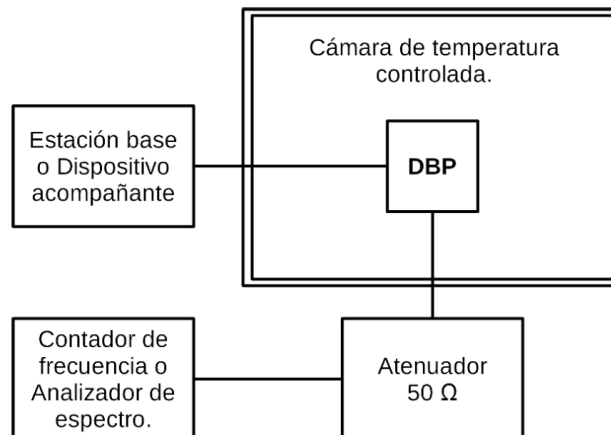 Cámara de temperatura
controlada.
Estación base
o Dispositivo
acompañante
DBP
Contador de
frecuencia o
Analizador de
espectro.
Atenuador
50 Ω